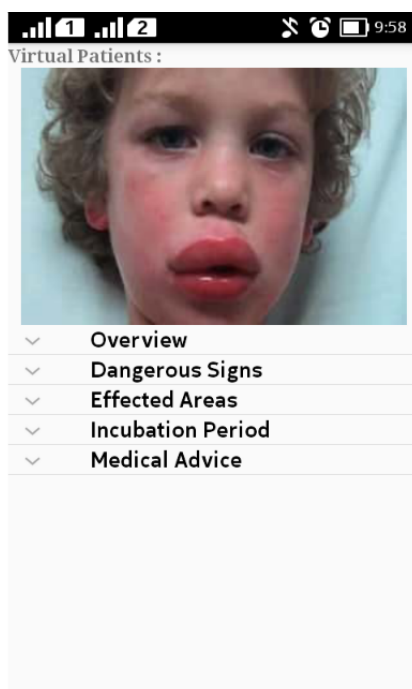 1 2 9:58
Virtual Patients :
Overview
Dangerous Signs
Effected Areas
Incubation Period
Medical Advice